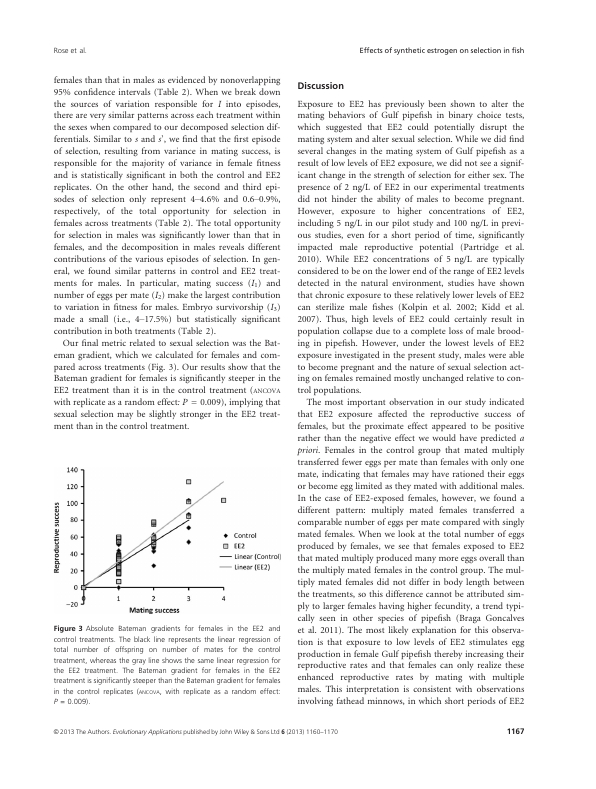 Rose et al.
Effects of synthetic estrogen on selection in fish
females than that in males as evidenced by nonoverlapping
95% confidence intervals (Table 2). When we break down
the sources of variation responsible for I into episodes,
there are very similar patterns across each treatment within
the sexes when compared to our decomposed selection dif-
ferentials. Similar to s and s′, we find that the first episode
of selection, resulting from variance in mating success, is
responsible for the majority of variance in female fitness
and is statistically significant in both the control and EE2
replicates. On the other hand, the second and third epi-
sodes of selection only represent 4–4.6% and 0.6–0.9%,
respectively, of the total opportunity for selection in
females across treatments (Table 2). The total opportunity
for selection in males was significantly lower than that in
females, and the decomposition in males reveals different
contributions of the various episodes of selection. In gen-
eral, we found similar patterns in control and EE2 treat-
ments for males. In particular, mating success (I1) and
number of eggs per mate (I2) make the largest contribution
to variation in fitness for males. Embryo survivorship (I3)
made a small (i.e., 4–17.5%) but statistically significant
contribution in both treatments (Table 2).
Our final metric related to sexual selection was the Bat-
eman gradient, which we calculated for females and com-
pared across treatments (Fig. 3). Our results show that the
Bateman gradient for females is significantly steeper in the
EE2 treatment than it is in the control treatment (ANCOVA
with replicate as a random effect: P = 0.009), implying that
sexual selection may be slightly stronger in the EE2 treat-
ment than in the control treatment.
140
120
100
80
60
40
20
0
−20
0
1
2
3
4
Reproductive success
Mating success
Control
EE2
Linear (Control)
Linear (EE2)
Figure 3 Absolute Bateman gradients for females in the EE2 and
control treatments. The black line represents the linear regression of
total number of offspring on number of mates for the control
treatment, whereas the gray line shows the same linear regression for
the EE2 treatment. The Bateman gradient for females in the EE2
treatment is significantly steeper than the Bateman gradient for females
in the control replicates (ANCOVA, with replicate as a random effect:
P = 0.009).
Discussion
Exposure to EE2 has previously been shown to alter the
mating behaviors of Gulf pipefish in binary choice tests,
which suggested that EE2 could potentially disrupt the
mating system and alter sexual selection. While we did find
several changes in the mating system of Gulf pipefish as a
result of low levels of EE2 exposure, we did not see a signif-
icant change in the strength of selection for either sex. The
presence of 2 ng/L of EE2 in our experimental treatments
did not hinder the ability of males to become pregnant.
However, exposure to higher concentrations of EE2,
including 5 ng/L in our pilot study and 100 ng/L in previ-
ous studies, even for a short period of time, significantly
impacted male reproductive potential (Partridge et al.
2010). While EE2 concentrations of 5 ng/L are typically
considered to be on the lower end of the range of EE2 levels
detected in the natural environment, studies have shown
that chronic exposure to these relatively lower levels of EE2
can sterilize male fishes (Kolpin et al. 2002; Kidd et al.
2007). Thus, high levels of EE2 could certainly result in
population collapse due to a complete loss of male brood-
ing in pipefish. However, under the lowest levels of EE2
exposure investigated in the present study, males were able
to become pregnant and the nature of sexual selection act-
ing on females remained mostly unchanged relative to con-
trol populations.
The most important observation in our study indicated
that EE2 exposure affected the reproductive success of
females, but the proximate effect appeared to be positive
rather than the negative effect we would have predicted a
priori. Females in the control group that mated multiply
transferred fewer eggs per mate than females with only one
mate, indicating that females may have rationed their eggs
or become egg limited as they mated with additional males.
In the case of EE2-exposed females, however, we found a
different pattern: multiply mated females transferred a
comparable number of eggs per mate compared with singly
mated females. When we look at the total number of eggs
produced by females, we see that females exposed to EE2
that mated multiply produced many more eggs overall than
the multiply mated females in the control group. The mul-
tiply mated females did not differ in body length between
the treatments, so this difference cannot be attributed sim-
ply to larger females having higher fecundity, a trend typi-
cally seen in other species of pipefish (Braga Goncalves
et al. 2011). The most likely explanation for this observa-
tion is that exposure to low levels of EE2 stimulates egg
production in female Gulf pipefish thereby increasing their
reproductive rates and that females can only realize these
enhanced reproductive rates by mating with multiple
males. This interpretation is consistent with observations
involving fathead minnows, in which short periods of EE2
© 2013 The Authors. Evolutionary Applications published by John Wiley & Sons Ltd 6 (2013) 1160–1170
1167